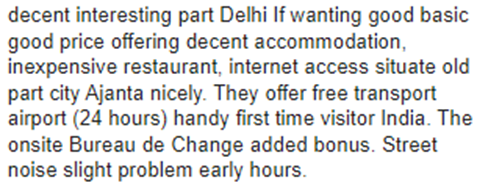 decent interesting part Delhi If wanting good basic
good price offering decent accommodation,
inexpensive restaurant, internet access situate old
part city Ajanta nicely. They offer free transport
airport (24 hours) handy first time visitor India. The
onsite Bureau de Change added bonus. Street
noise slight problem early hours.